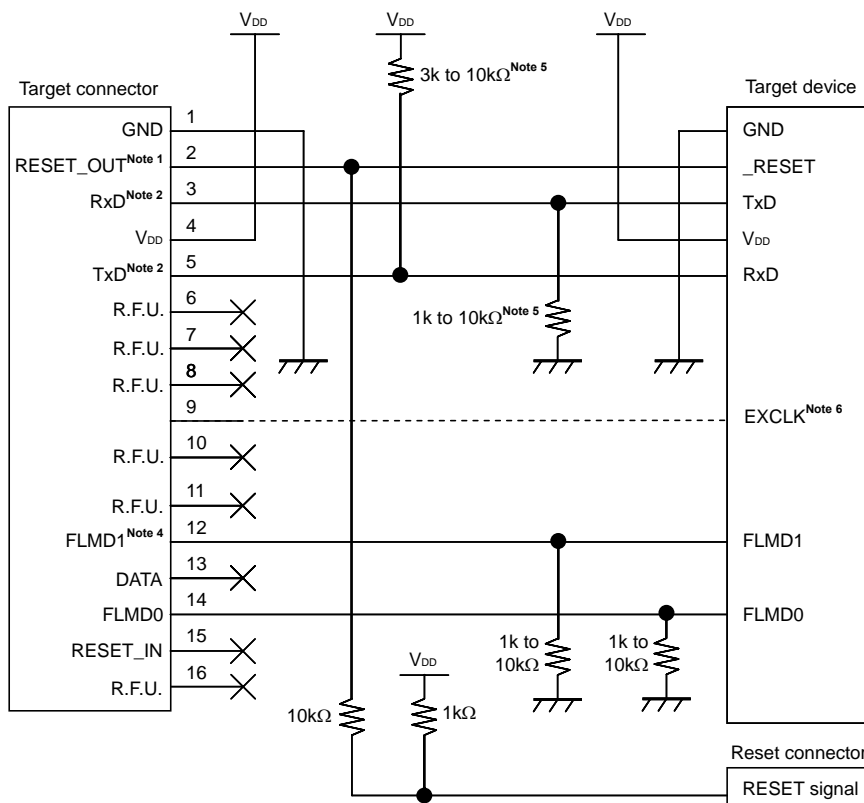 VDD VDD VDD
3k to 10kΩNote 5
Target connector
Target device
1
GND
GND
2
RESET_OUTNote 1
_RESET
3
RxDNote 2
TxD
4
VDD
VDD
5
TxDNote 2
RxD
6
R.F.U.
1k to 10kΩNote 5
7
R.F.U.
8
R.F.U.
9
EXCLKNote 6
10
R.F.U.
11
R.F.U.
12
FLMD1Note 4
FLMD1
13
DATA
14
FLMD0
FLMD0
15
RESET_IN
1k to
10kΩ
1k to
10kΩ
16
R.F.U.
VDD
10kΩ
1kΩ
Reset connector
RESET signal